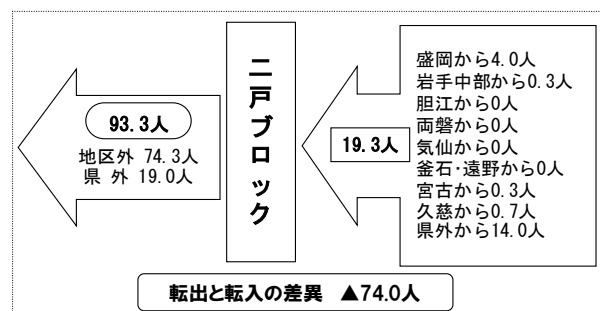 93.3人
地区外 74.3人
県 外 19.0人
二戸ブロック
19.3人
盛岡から4.0人
岩手中部から0.3人
胆江から0人
両磐から0人
気仙から0人
釜石・遠野から0人
宮古から0.3人
久慈から0.7人
県外から14.0人
転出と転入の差異 ▲74.0人